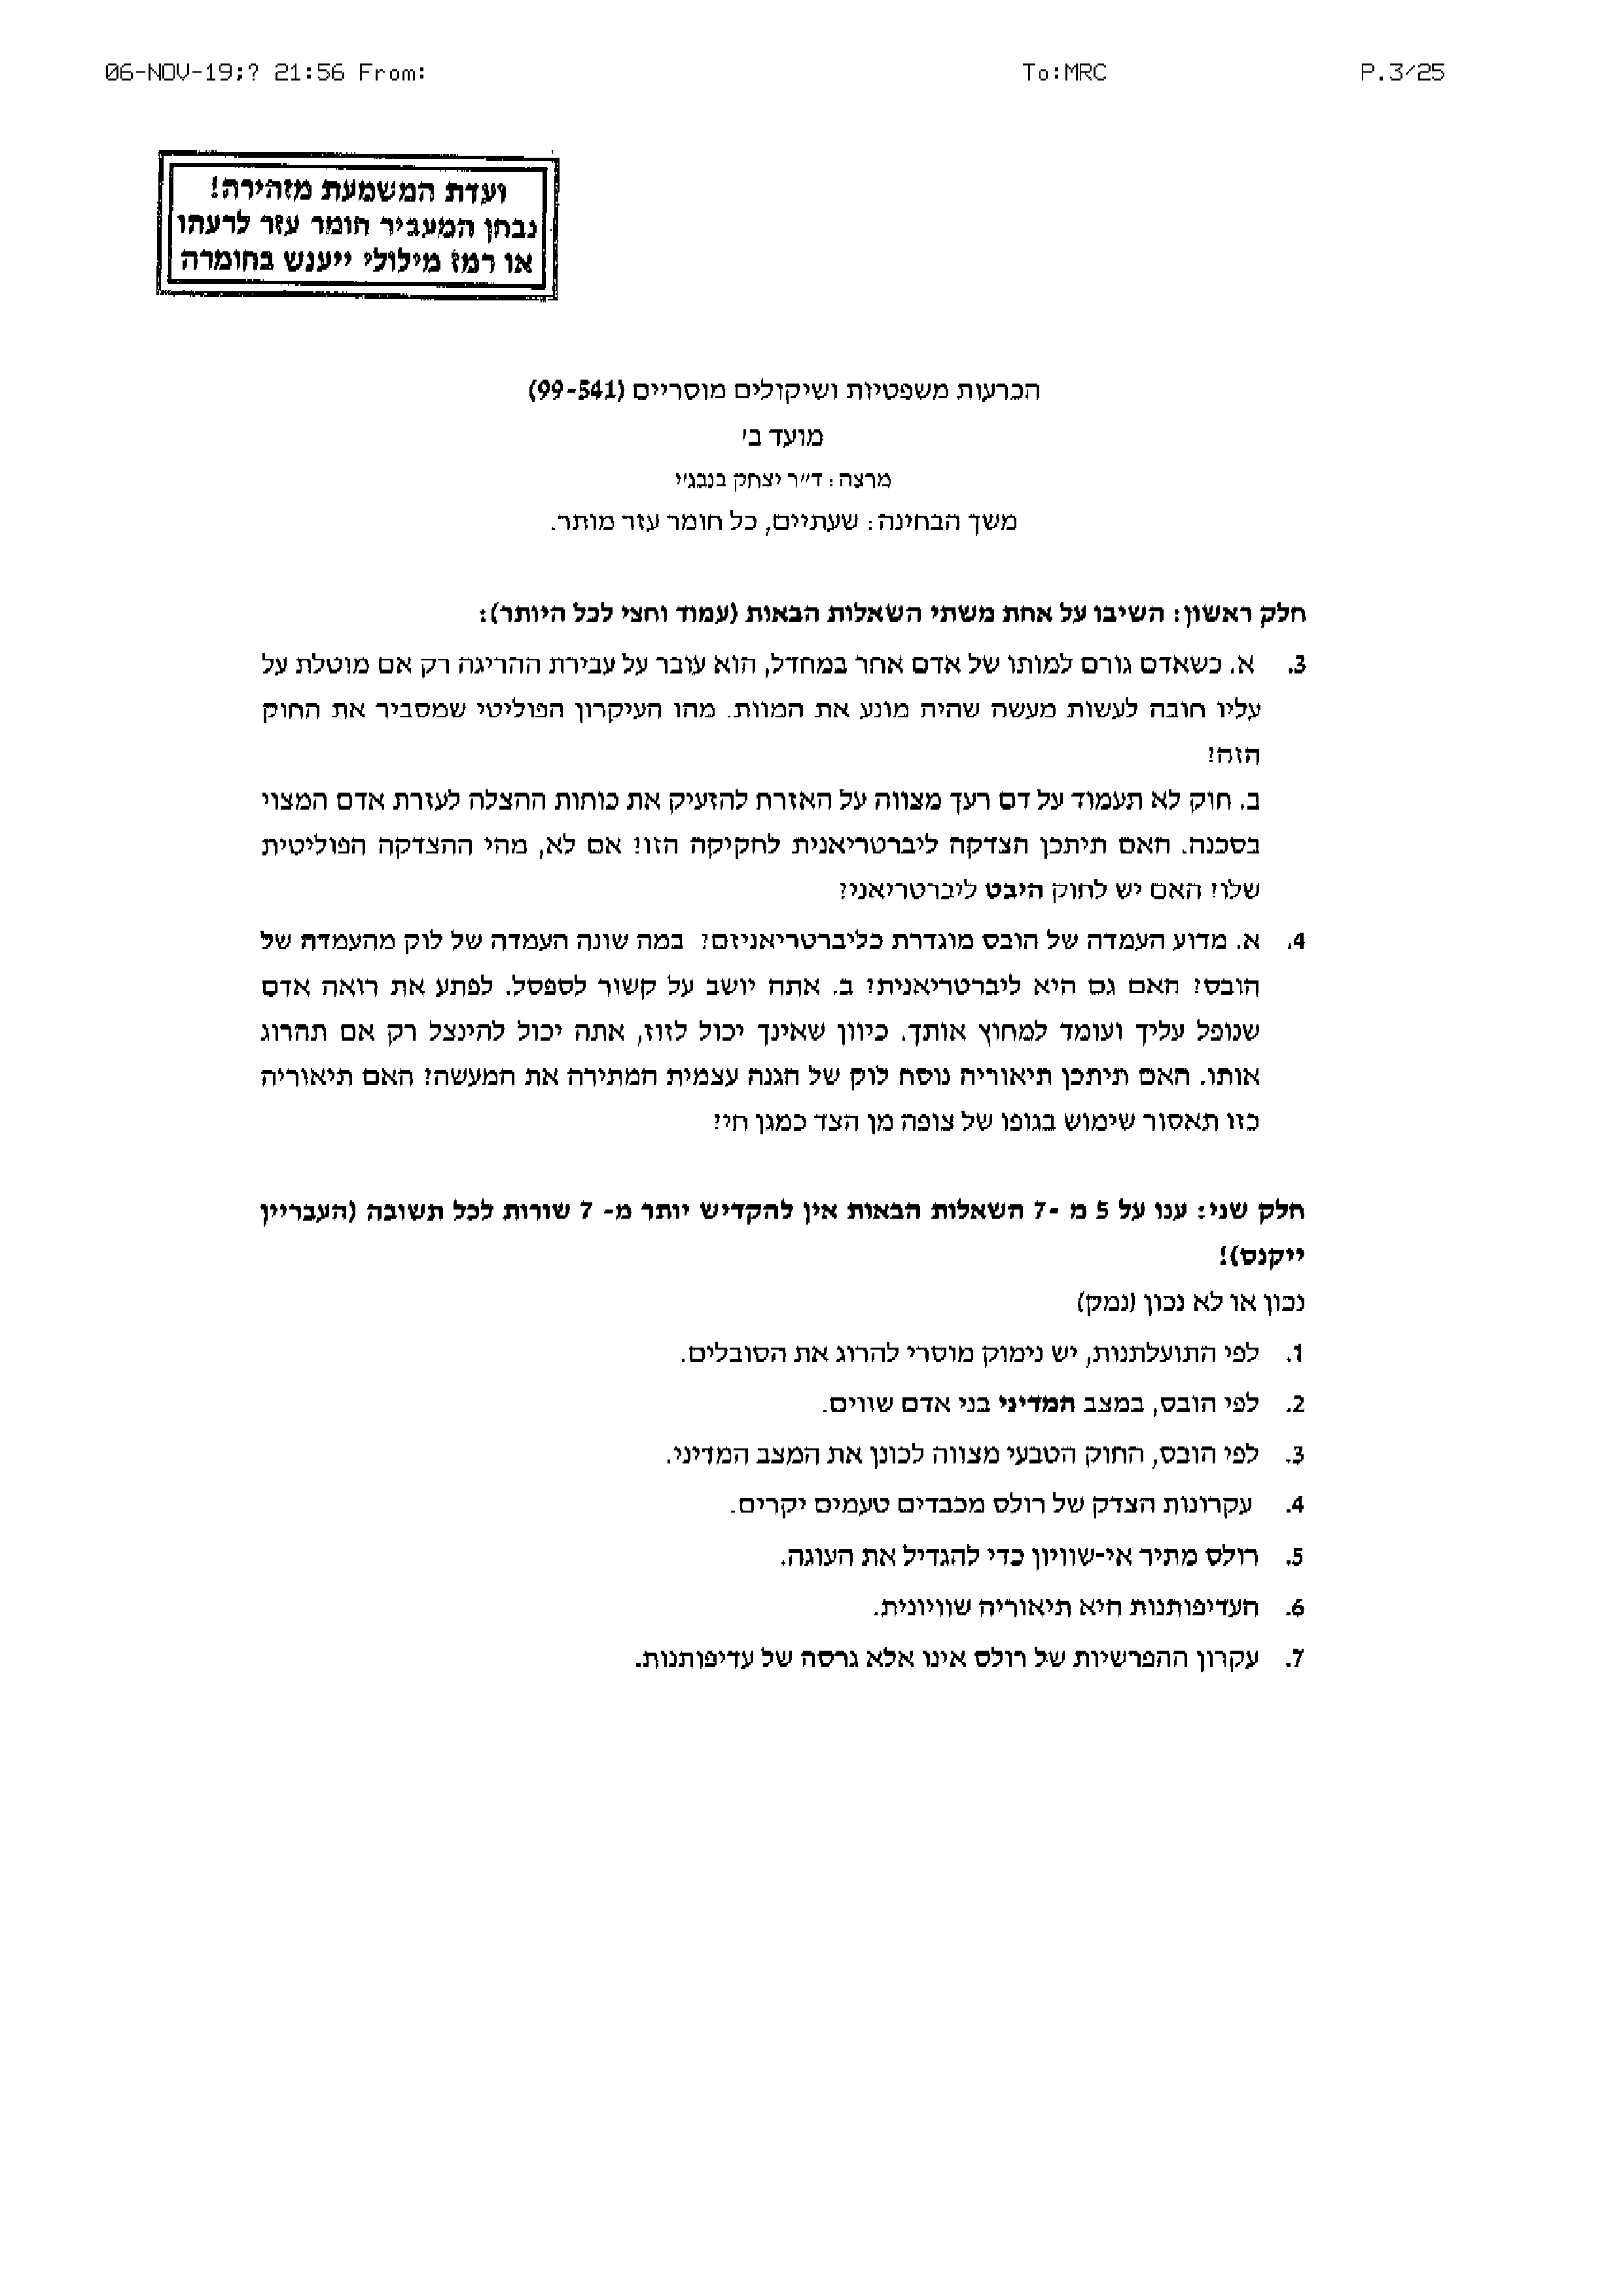 06-NOV-19;? 21:56 From: To:MRC P.3/25
ועדת המשמעת מזהירה!
נבחן המעביר חומר עזר לרעהו
או רמז מילולי ייענש בחומרה
הכרעות משפטיות ושיקולים מוסריים (99-541)
מועד ב'
מרצה: ד"ר יצחק בנבג'י
משך הבחינה: שעתיים, כל חומר עזר מותר.
חלק ראשון: השיבו על אחת משתי השאלות הבאות (עמוד וחצי לכל היותר):
3. א. כשאדם גורם למותו של אדם אחר במחדל, הוא עובר על עבירת ההריגה רק אם מוטלת על
עליו חובה לעשות מעשה שהיה מונע את המוות. מהו העיקרון הפוליטי שמסביר את החוק
הזה?
ב. חוק לא תעמוד על דם רעך מצווה על האזרח להזעיק את כוחות ההצלה לעזרת אדם המצוי
בסכנה. האם תיתכן הצדקה ליברטריאנית לחקיקה הזו? אם לא, מהי ההצדקה הפוליטית
שלו? האם יש לחוק היבט ליברטריאני?
4. א. מדוע העמדה של הובס מוגדרת כליברטריאניזם? במה שונה העמדה של לוק מהעמדה של
הובס? האם גם היא ליברטריאנית? ב. אתה יושב על קשור לספסל. לפתע את רואה אדם
שנופל עליך ועומד למחוץ אותך. כיוון שאינך יכול לזוז, אתה יכול להינצל רק אם תהרוג
אותו. האם תיתכן תיאוריה נוסח לוק של הגנה עצמית המתירה את המעשה? האם תיאוריה
כזו תאסור שימוש בגופו של צופה מן הצד כמגן חי?
חלק שני: ענו על 5 מ -7 השאלות הבאות אין להקדיש יותר מ- 7 שורות לכל תשובה (העבריין
ייקנס)!
נכון או לא נכון (נמק)
1. לפי התועלתנות, יש נימוק מוסרי להרוג את הסובלים.
2. לפי הובס, במצב המדיני בני אדם שווים.
3. לפי הובס, החוק הטבעי מצווה לכונן את המצב המדיני.
4. עקרונות הצדק של רולס מכבדים טעמים יקרים.
5. רולס מתיר אי-שוויון כדי להגדיל את העוגה.
6. העדיפותנות היא תיאוריה שוויונית.
7. עקרון ההפרשיות של רולס אינו אלא גרסה של עדיפותנות.